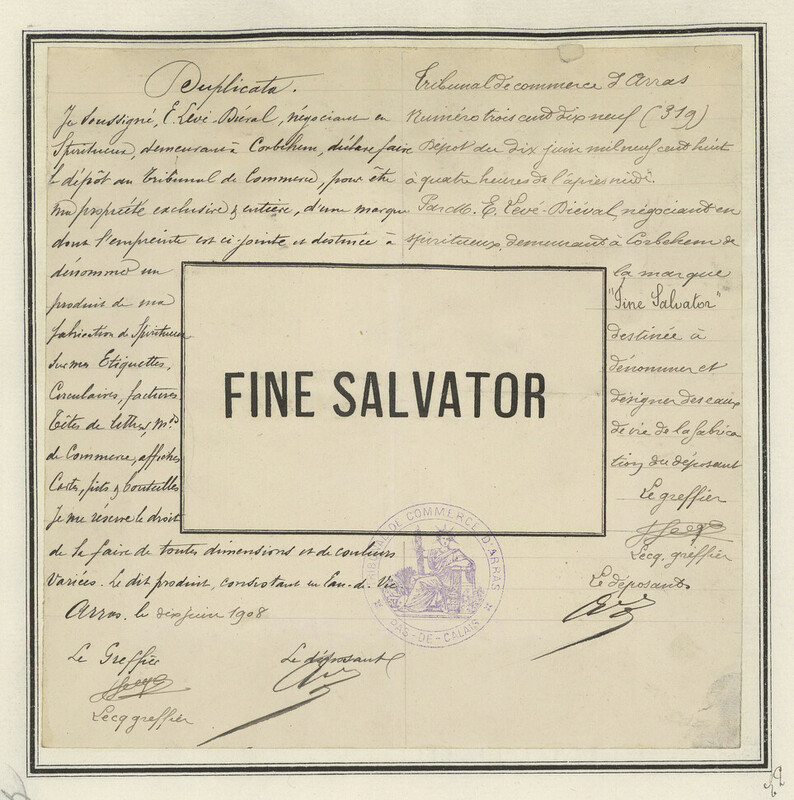 Duplicata.
Je soussigné, E. Levé-Biéval, négociant en
Spiritueux, demeurant à Corbehem, déclare faire
le dépôt au Tribunal de Commerce, pour être
ma propriété exclusive & entière, d'une marque
dont l'empreinte est ci jointe et destinée à
dénommer un
produit de ma
fabrication de Spiritueux
sur mes Etiquettes,
Circulaires, factures,
Têtes de lettres, 
de Commerce, affiches
Cartes, fûts & bouteilles
Je me réserve le droit
de le faire de toutes dimensions et de couleurs
variées. Le dit produit, consistant en Eau-de-Vie
Arras, le dix juin 1908
Le Greffier
Lecq greffier
Le déposant
FINE SALVATOR
Tribunal de commerce d'Arras
Numéro trois cent dix neuf (319)
Dépôt du dix juin mil neuf cent huit
à quatre heures de l'après midi.
Par M. E. Levé-Biéval, négociant en
spiritueux, demeurant à Corbehem de
la marque
"Fine Salvator"
destinée à
dénommer et
désigner des eaux
de vie de la fabrica
tion du déposant
Le greffier
Lecq. greffier
Le déposant
TRIBUNAL DE COMMERCE D'ARRAS
PAS-DE-CALAIS